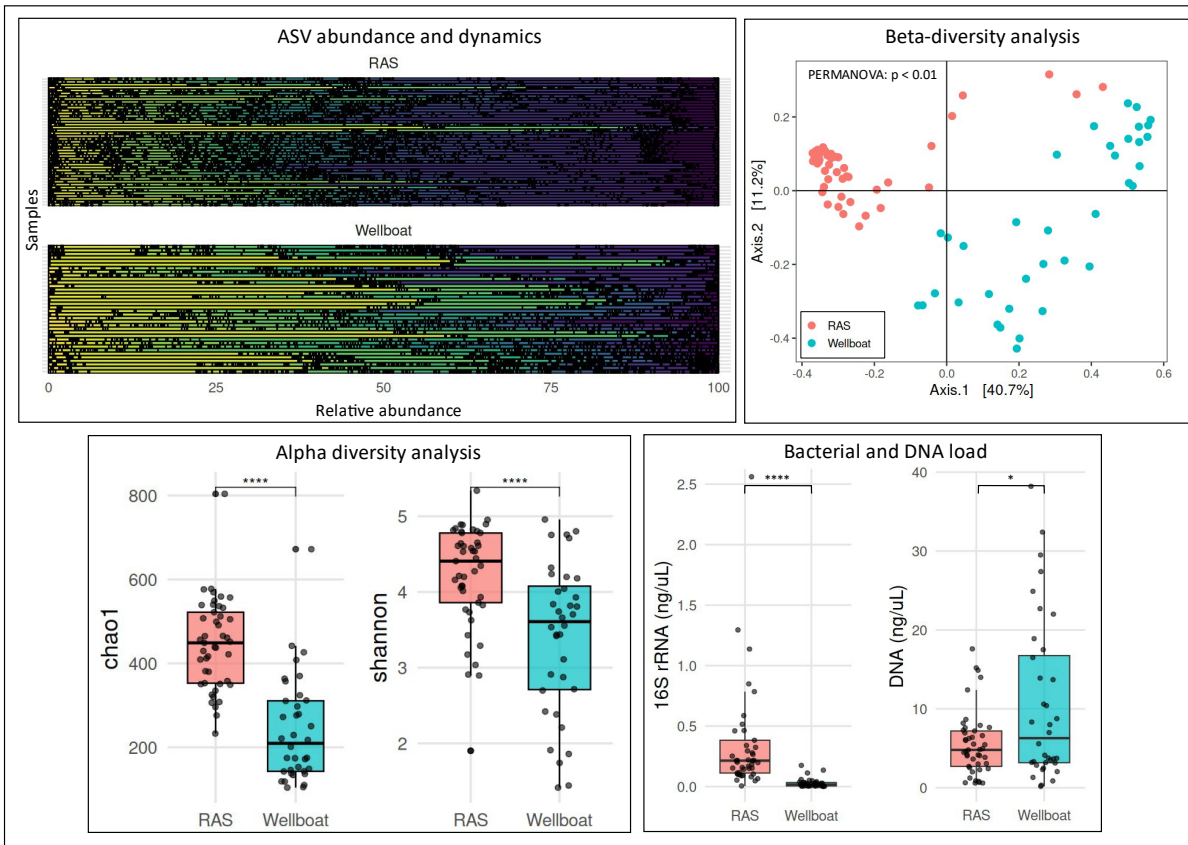 ASV abundance and dynamics
RAS
Wellboat
Samples
0 25 50 75 100
Relative abundance
Beta-diversity analysis
PERMANOVA: p < 0.01
0.2
0.0
-0.2
-0.4
Axis.2 [11.2%]
RAS
Wellboat
-0.4 -0.2 0.0 0.2 0.4 0.6
Axis.1 [40.7%]
Alpha diversity analysis
****
800
600
400
200
chao1
RAS Wellboat
****
5
4
3
2
shannon
RAS Wellboat
Bacterial and DNA load
****
2.5
2.0
1.5
1.0
0.5
0.0
16S rRNA (ng/uL)
RAS Wellboat
*
40
30
20
10
0
DNA (ng/uL)
RAS Wellboat